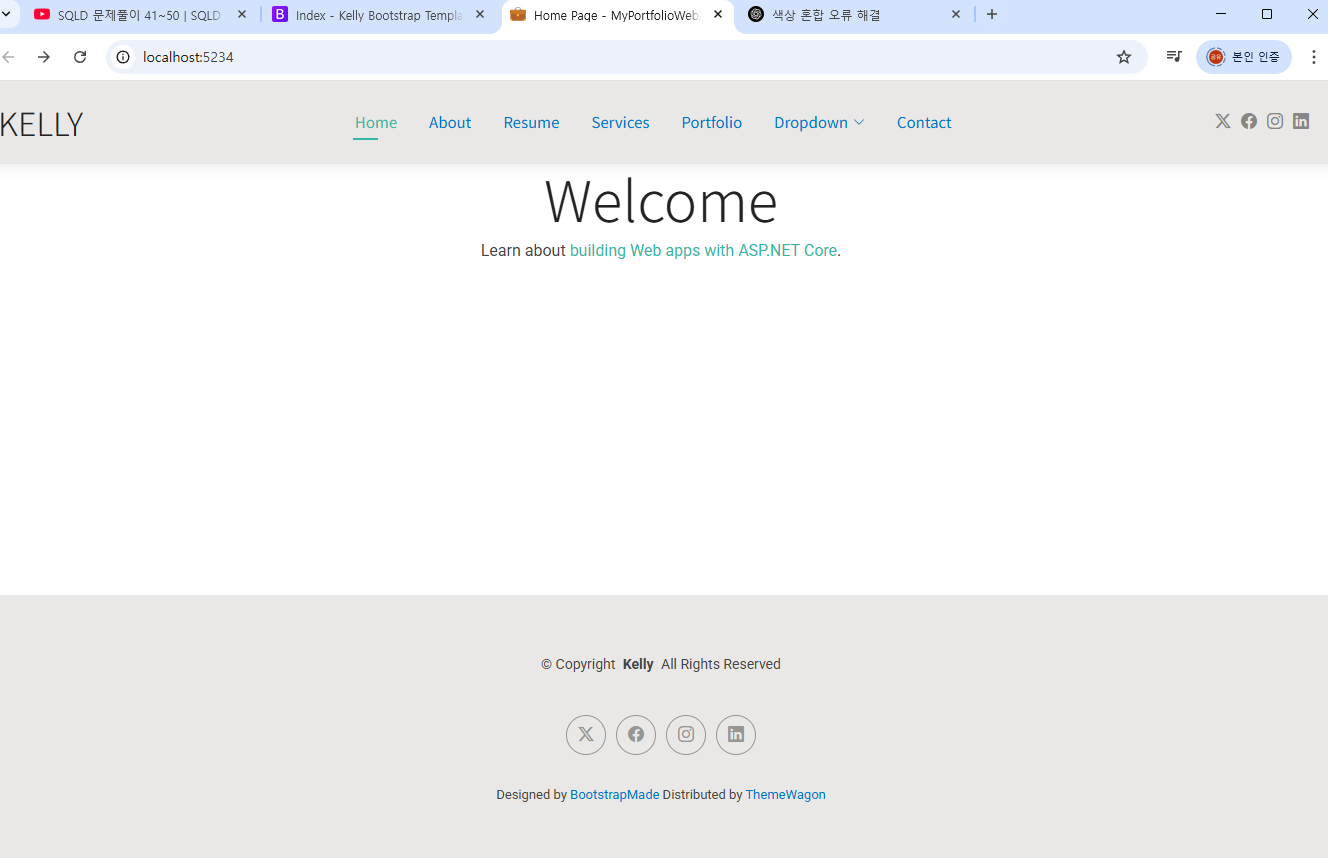 SQLD 문제풀이 41~50 | SQLD
Index - Kelly Bootstrap Templa
Home Page - MyPortfolioWeb
색상 혼합 오류 해결
localhost:5234
본인 인증
KELLY
Home About Resume Services Portfolio Dropdown Contact
Welcome
Learn about building Web apps with ASP.NET Core.
© Copyright Kelly All Rights Reserved
Designed by BootstrapMade Distributed by ThemeWagon